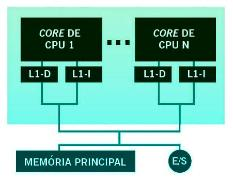 CORE DE
CPU 1
CORE DE
CPU N
L1-D
L1-I
L1-D
L1-I
MEMÓRIA PRINCIPAL
E/S